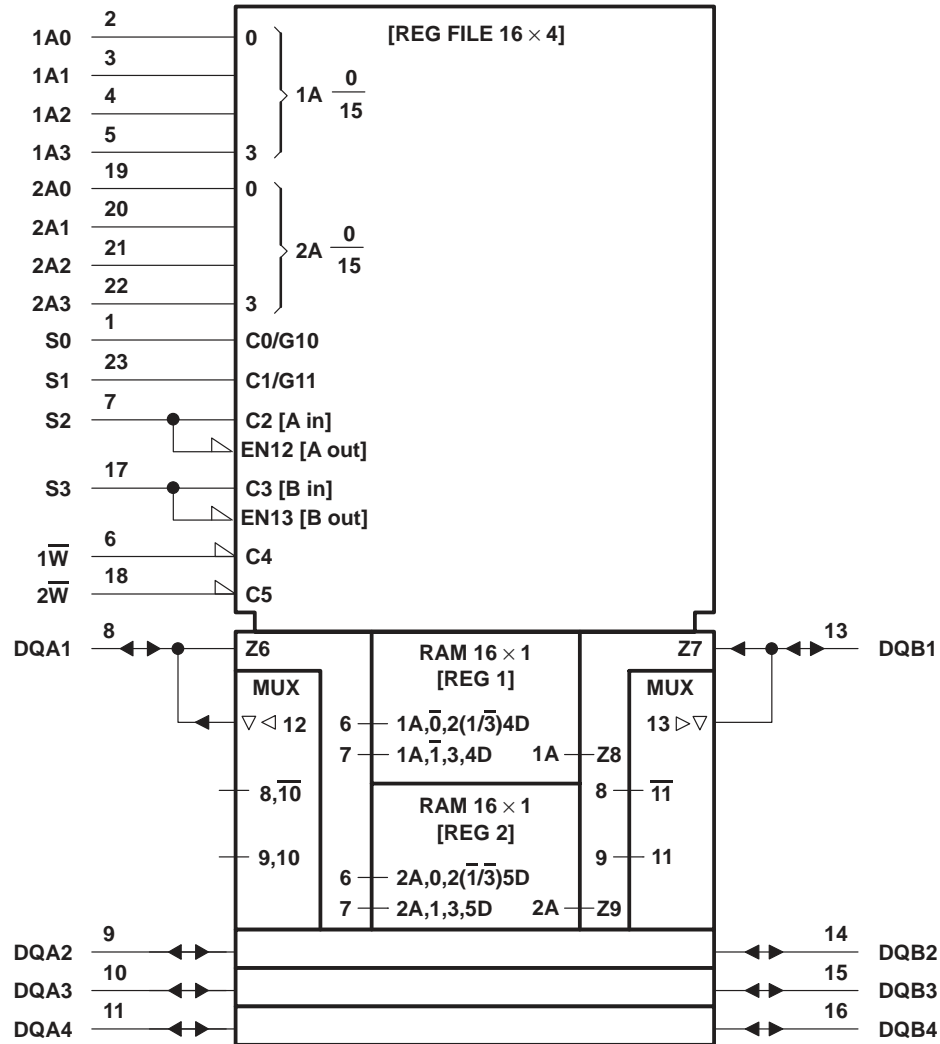 [REG FILE 16 × 4]
1A0 2 0
1A1 3
1A2 4
1A3 5 3
1A 0/15
2A0 19 0
2A1 20
2A2 21
2A3 22 3
2A 0/15
S0 1 C0/G10
S1 23 C1/G11
S2 7 C2 [A in]
EN12 [A out]
S3 17 C3 [B in]
EN13 [B out]
1W̅ 6 C4
2W̅ 18 C5
DQA1 8 Z6
RAM 16 × 1
[REG 1]
Z7 13 DQB1
MUX
MUX
12
6 1A,0̅,2(1/3̅)4D
13
7 1A,1̅,3,4D 1A Z8
8,1̅0̅
RAM 16 × 1
[REG 2]
8 1̅1̅
9,10
9 11
6 2A,0,2(1̅/3̅)5D
7 2A,1,3,5D 2A Z9
DQA2 9 14 DQB2
DQA3 10 15 DQB3
DQA4 11 16 DQB4